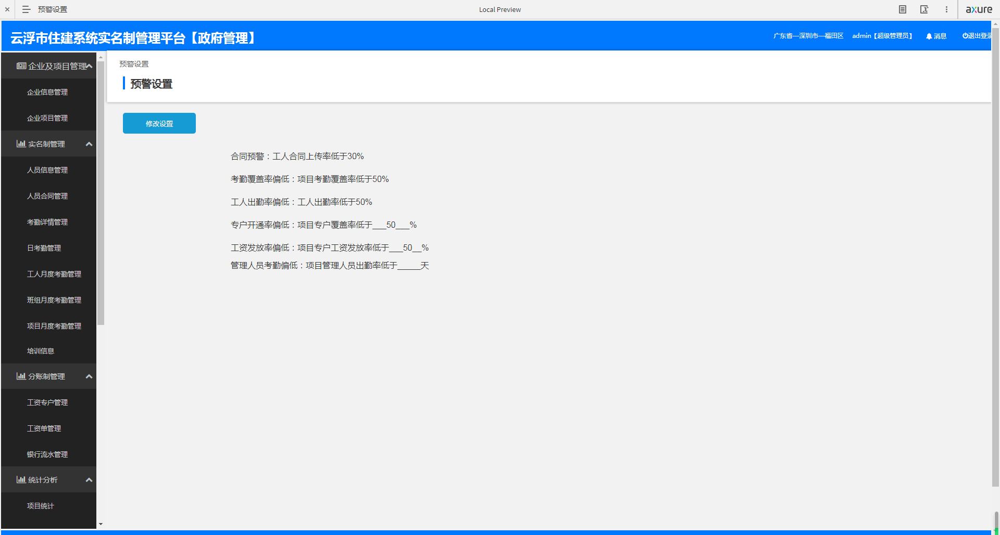 预警设置
Local Preview
axure
云浮市住建系统实名制管理平台【政府管理】
广东省—深圳市—福田区 admin【超级管理员】 消息 退出登录
企业及项目管理
企业信息管理
企业项目管理
实名制管理
人员信息管理
人员合同管理
考勤详情管理
日考勤管理
工人月度考勤管理
班组月度考勤管理
项目月度考勤管理
培训信息
分账制管理
工资专户管理
工资单管理
银行流水管理
统计分析
项目统计
预警设置
预警设置
修改设置
合同预警：工人合同上传率低于30%
考勤覆盖率偏低：项目考勤覆盖率低于50%
工人出勤率偏低：工人出勤率低于50%
专户开通率偏低：项目专户覆盖率低于___50___%
工资发放率偏低：项目专户工资发放率低于___50__%
管理人员考勤偏低：项目管理人员出勤率低于_____天